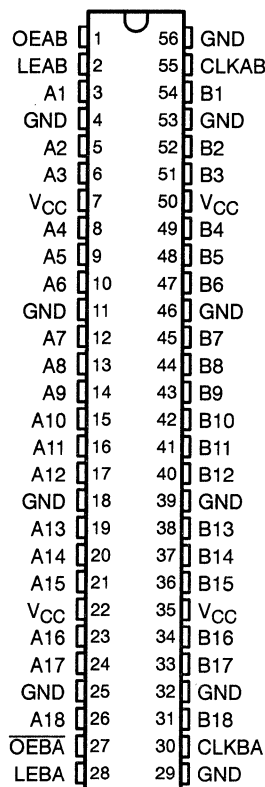 OEAB 1 56 GND
LEAB 2 55 CLKAB
A1 3 54 B1
GND 4 53 GND
A2 5 52 B2
A3 6 51 B3
VCC 7 50 VCC
A4 8 49 B4
A5 9 48 B5
A6 10 47 B6
GND 11 46 GND
A7 12 45 B7
A8 13 44 B8
A9 14 43 B9
A10 15 42 B10
A11 16 41 B11
A12 17 40 B12
GND 18 39 GND
A13 19 38 B13
A14 20 37 B14
A15 21 36 B15
VCC 22 35 VCC
A16 23 34 B16
A17 24 33 B17
GND 25 32 GND
A18 26 31 B18
O̅E̅B̅A̅ 27 30 CLKBA
LEBA 28 29 GND